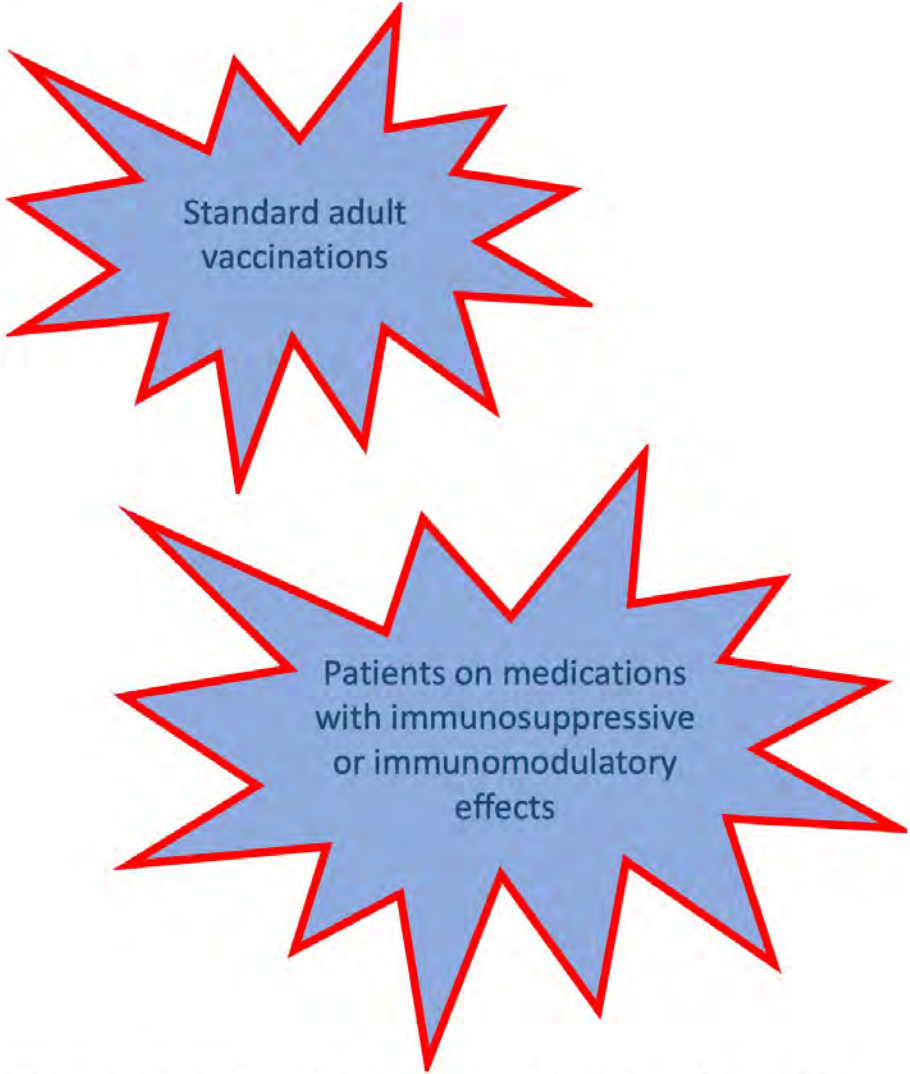 Standard adult
vaccinations
Patients on medications
with immunosuppressive
or immunomodulatory
effects